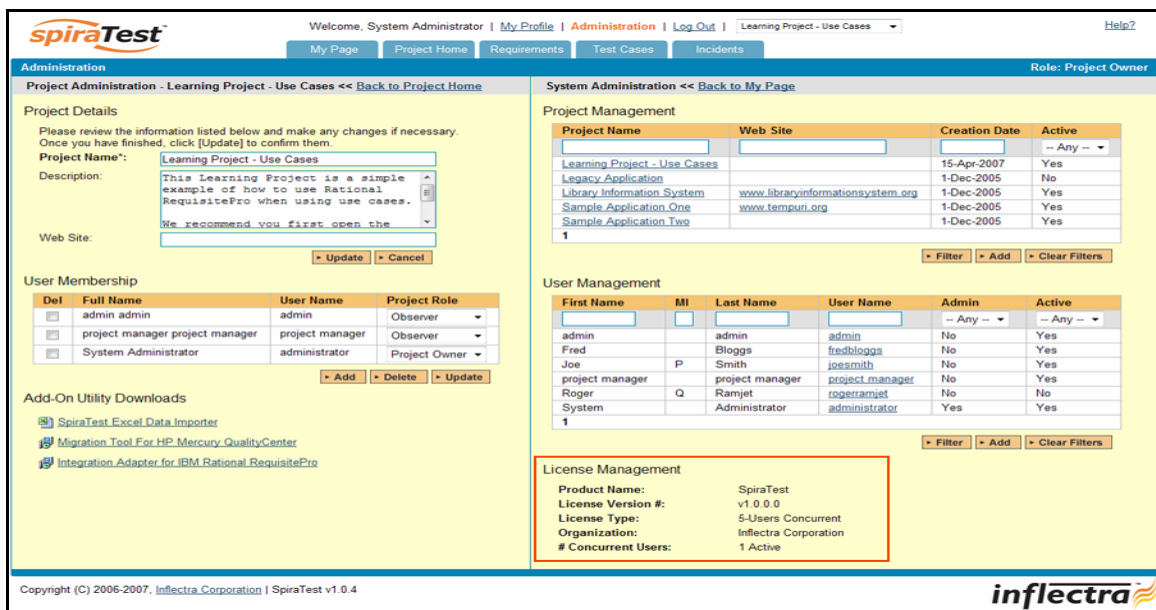 spiraTest
Welcome, System Administrator | My Profile | Administration | Log Out | Learning Project - Use Cases
Help?
My Page Project Home Requirements Test Cases Incidents
Administration Role: Project Owner
Project Administration - Learning Project - Use Cases << Back to Project Home
Project Details
Please review the information listed below and make any changes if necessary.
Once you have finished, click [Update] to confirm them.
Project Name*: Learning Project - Use Cases
Description: This Learning Project is a simple
example of how to use Rational
RequisitePro when using use cases.
We recommend you first open the
Web Site:
Update Cancel
User Membership
Del Full Name User Name Project Role
admin admin admin Observer
project manager project manager project manager Observer
System Administrator administrator Project Owner
Add Delete Update
Add-On Utility Downloads
SpiraTest Excel Data Importer
Migration Tool For HP Mercury QualityCenter
Integration Adapter for IBM Rational RequisitePro
System Administration << Back to My Page
Project Management
Project Name Web Site Creation Date Active
-- Any --
Learning Project - Use Cases 15-Apr-2007 Yes
Legacy Application 1-Dec-2005 No
Library Information System www.libraryinformationsystem.org 1-Dec-2005 Yes
Sample Application One www.tempuri.org 1-Dec-2005 Yes
Sample Application Two 1-Dec-2005 Yes
1
Filter Add Clear Filters
User Management
First Name MI Last Name User Name Admin Active
-- Any -- -- Any --
admin admin admin No Yes
Fred Bloggs fredbloggs No Yes
Joe P Smith joesmith No Yes
project manager project manager project manager No Yes
Roger Q Ramjet rogerramjet No No
System Administrator administrator Yes Yes
1
Filter Add Clear Filters
License Management
Product Name: SpiraTest
License Version #: v1.0.0.0
License Type: 5-Users Concurrent
Organization: Inflectra Corporation
# Concurrent Users: 1 Active
Copyright (C) 2006-2007, Inflectra Corporation | SpiraTest v1.0.4
inflectra